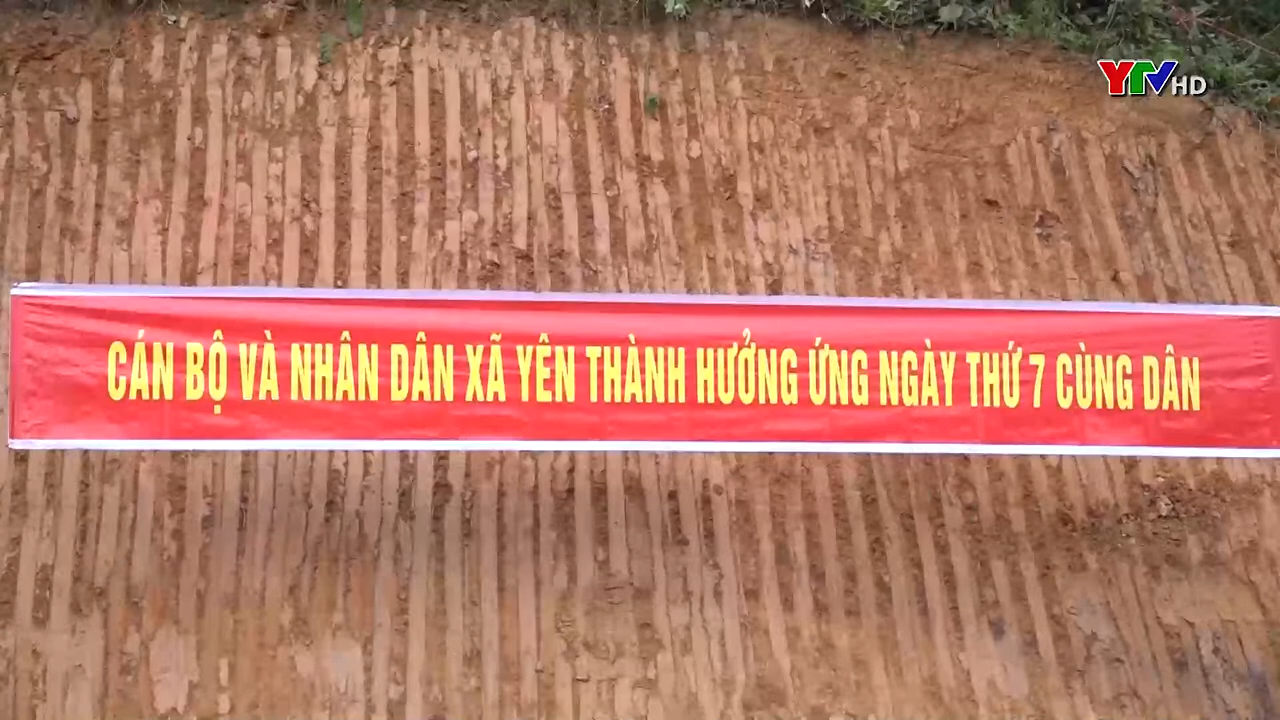 YTV HD
CÁN BỘ VÀ NHÂN DÂN XÃ YÊN THÀNH HƯỞNG ỨNG NGÀY THỨ 7 CÙNG DÂN